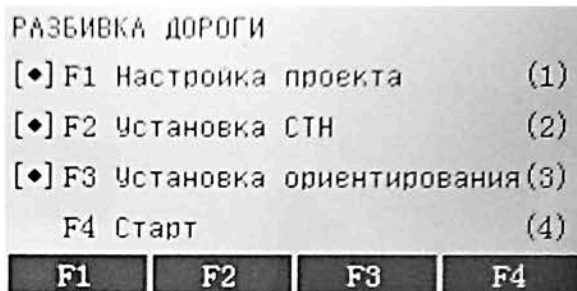 РАЗБИВКА ДОРОГИ
[◆] F1 Настройка проекта (1)
[◆] F2 Установка СТН (2)
[◆] F3 Установка ориентирования(3)
F4 Старт (4)
F1 F2 F3 F4